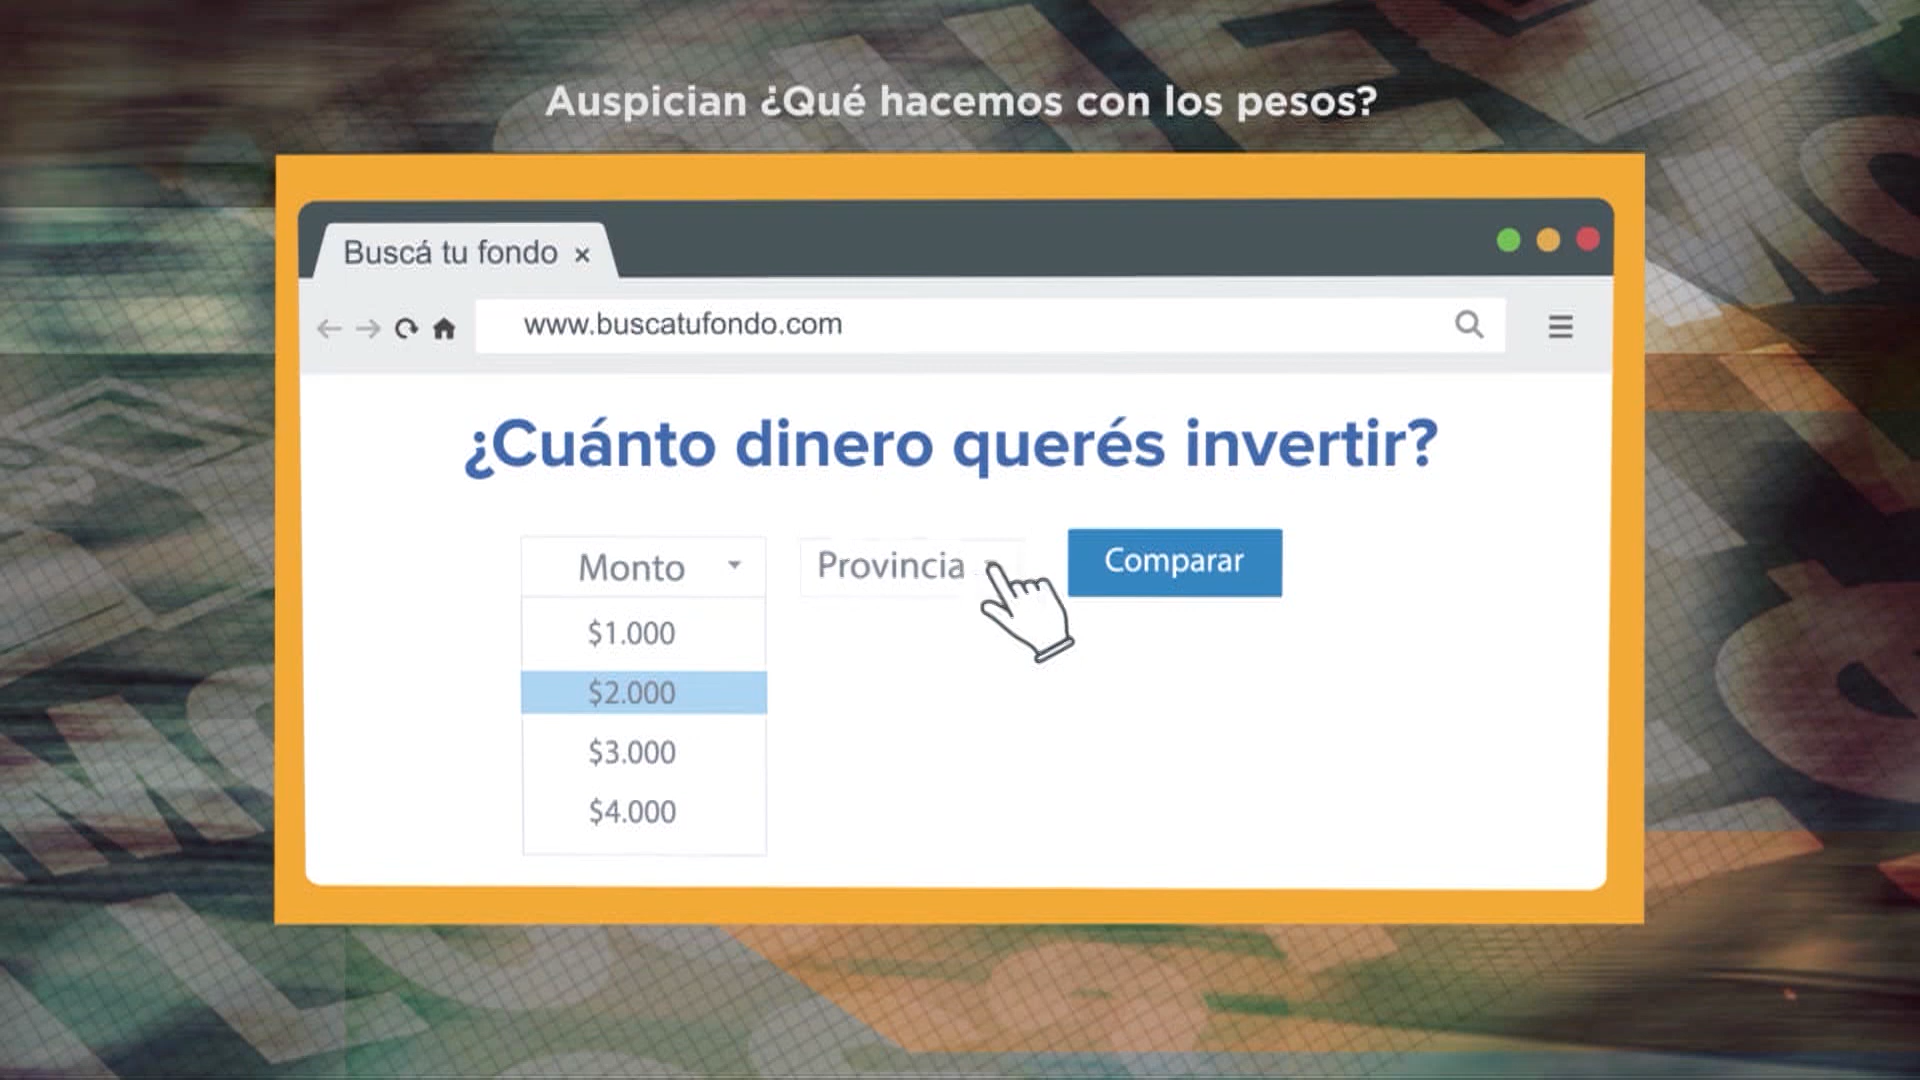 Auspician ¿Qué hacemos con los pesos?
Buscá tu fondo ×
www.buscatufondo.com
¿Cuánto dinero querés invertir?
Monto Provincia Comparar
$1.000
$2.000
$3.000
$4.000